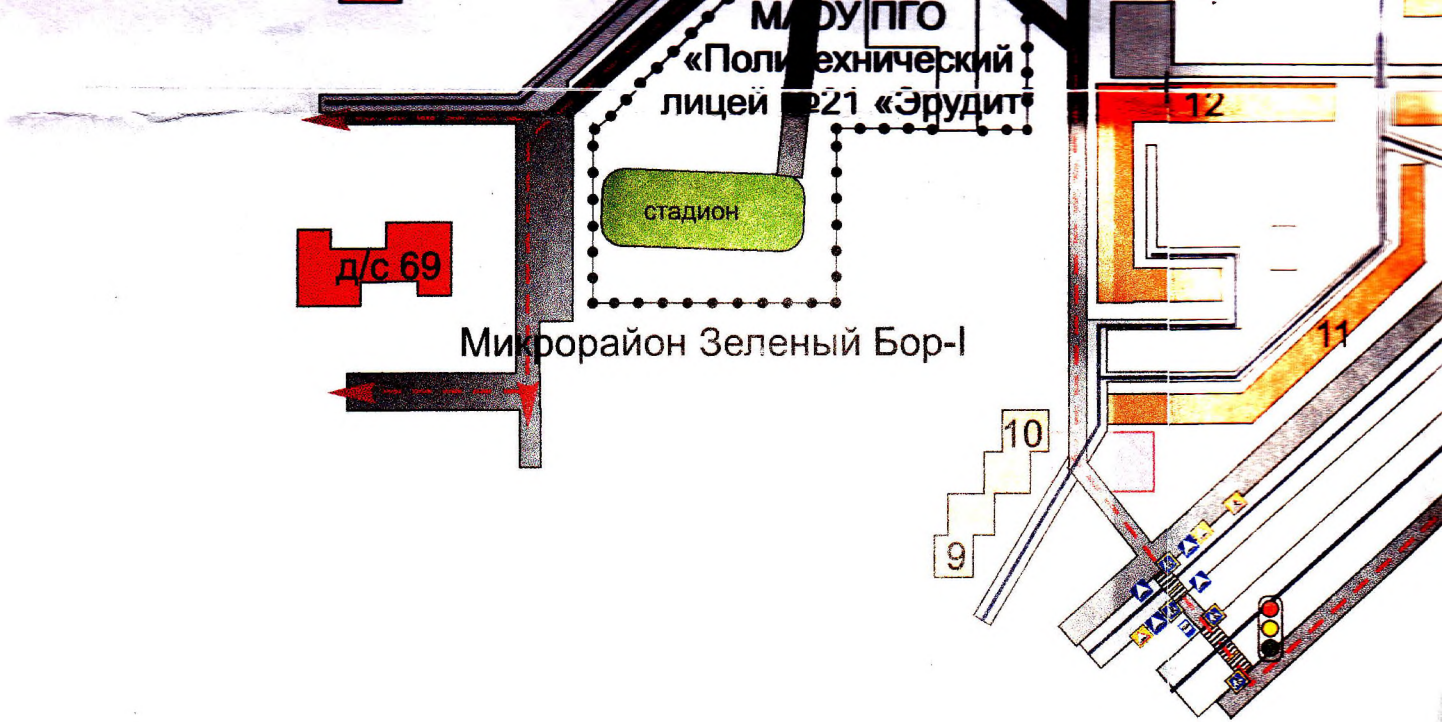 МАОУ ПГО
«Политехнический
лицей №21 «Эрудит»
12
стадион
д/с 69
Микрорайон Зеленый Бор-I
11
10
9